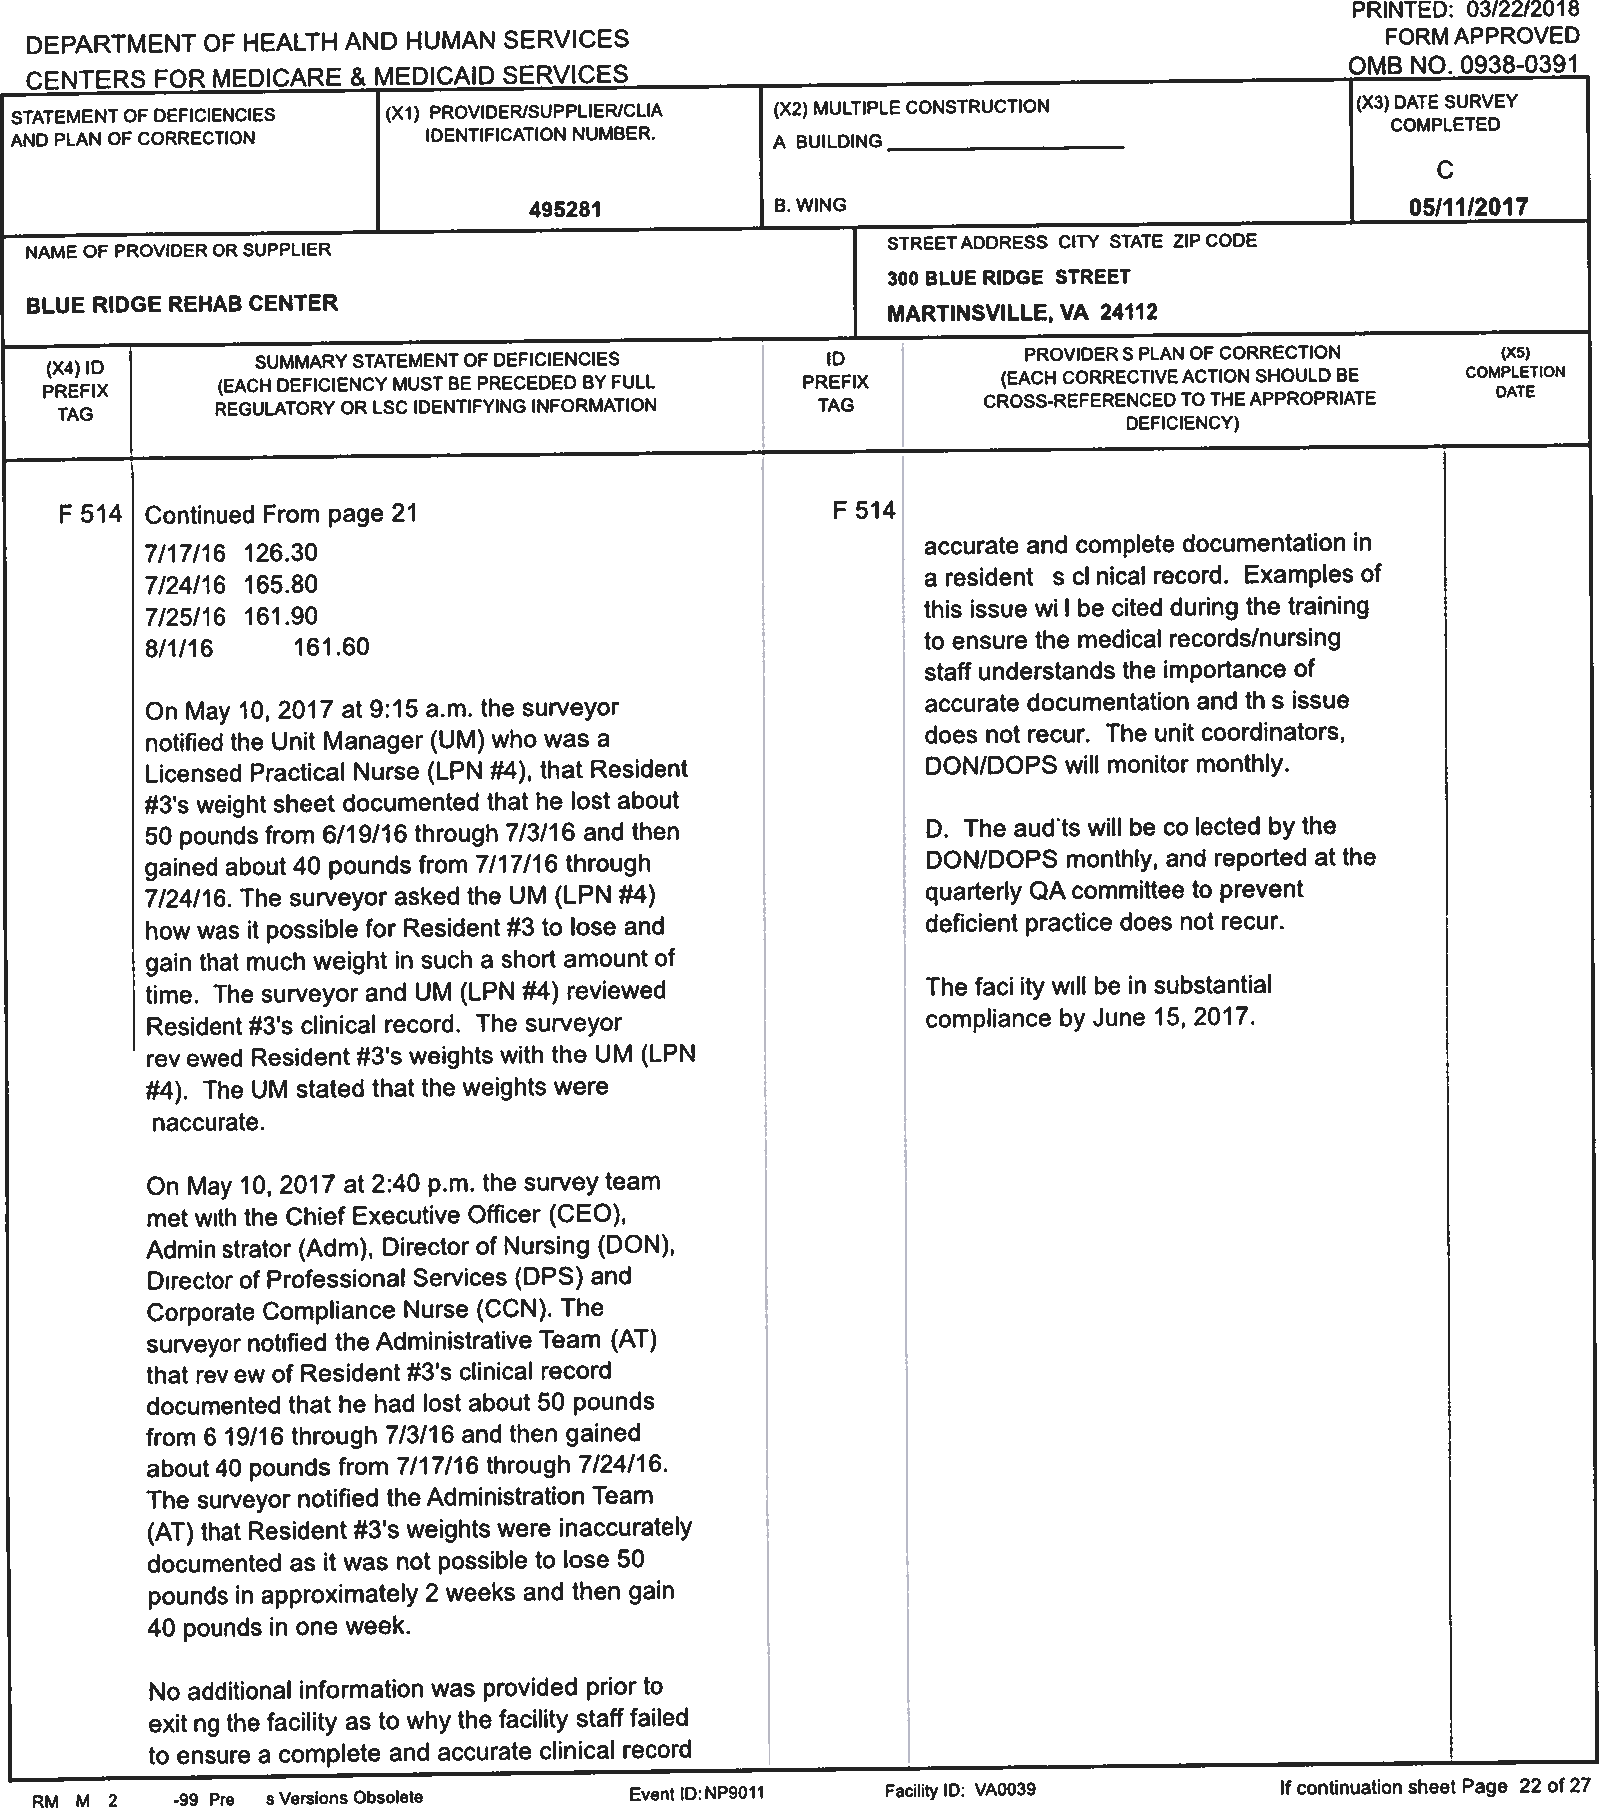 PRINTED: 03/22/2018
DEPARTMENT OF HEALTH AND HUMAN SERVICES
FORM APPROVED
CENTERS FOR MEDICARE & MEDICAID SERVICES
OMB NO. 0938-0391
STATEMENT OF DEFICIENCIES
AND PLAN OF CORRECTION
(X1) PROVIDER/SUPPLIER/CLIA
IDENTIFICATION NUMBER.
495281
(X2) MULTIPLE CONSTRUCTION
A BUILDING
B. WING
(X3) DATE SURVEY
COMPLETED
C
05/11/2017
NAME OF PROVIDER OR SUPPLIER
BLUE RIDGE REHAB CENTER
STREET ADDRESS CITY STATE ZIP CODE
300 BLUE RIDGE STREET
MARTINSVILLE, VA 24112
(X4) ID
PREFIX
TAG
SUMMARY STATEMENT OF DEFICIENCIES
(EACH DEFICIENCY MUST BE PRECEDED BY FULL
REGULATORY OR LSC IDENTIFYING INFORMATION
ID
PREFIX
TAG
PROVIDER S PLAN OF CORRECTION
(EACH CORRECTIVE ACTION SHOULD BE
CROSS-REFERENCED TO THE APPROPRIATE
DEFICIENCY)
(X5)
COMPLETION
DATE
F 514
Continued From page 21
7/17/16 126.30
7/24/16 165.80
7/25/16 161.90
8/1/16 161.60
On May 10, 2017 at 9:15 a.m. the surveyor
notified the Unit Manager (UM) who was a
Licensed Practical Nurse (LPN #4), that Resident
#3's weight sheet documented that he lost about
50 pounds from 6/19/16 through 7/3/16 and then
gained about 40 pounds from 7/17/16 through
7/24/16. The surveyor asked the UM (LPN #4)
how was it possible for Resident #3 to lose and
gain that much weight in such a short amount of
time. The surveyor and UM (LPN #4) reviewed
Resident #3's clinical record. The surveyor
rev ewed Resident #3's weights with the UM (LPN
#4). The UM stated that the weights were
naccurate.
On May 10, 2017 at 2:40 p.m. the survey team
met with the Chief Executive Officer (CEO),
Admin strator (Adm), Director of Nursing (DON),
Director of Professional Services (DPS) and
Corporate Compliance Nurse (CCN). The
surveyor notified the Administrative Team (AT)
that rev ew of Resident #3's clinical record
documented that he had lost about 50 pounds
from 6 19/16 through 7/3/16 and then gained
about 40 pounds from 7/17/16 through 7/24/16.
The surveyor notified the Administration Team
(AT) that Resident #3's weights were inaccurately
documented as it was not possible to lose 50
pounds in approximately 2 weeks and then gain
40 pounds in one week.
No additional information was provided prior to
exit ng the facility as to why the facility staff failed
to ensure a complete and accurate clinical record
F 514
accurate and complete documentation in
a resident s cl nical record. Examples of
this issue wi l be cited during the training
to ensure the medical records/nursing
staff understands the importance of
accurate documentation and th s issue
does not recur. The unit coordinators,
DON/DOPS will monitor monthly.
D. The aud'ts will be co lected by the
DON/DOPS monthly, and reported at the
quarterly QA committee to prevent
deficient practice does not recur.
The faci ity will be in substantial
compliance by June 15, 2017.
RM M 2 -99 Pre s Versions Obsolete
Event ID: NP9011
Facility ID: VA0039
If continuation sheet Page 22 of 27